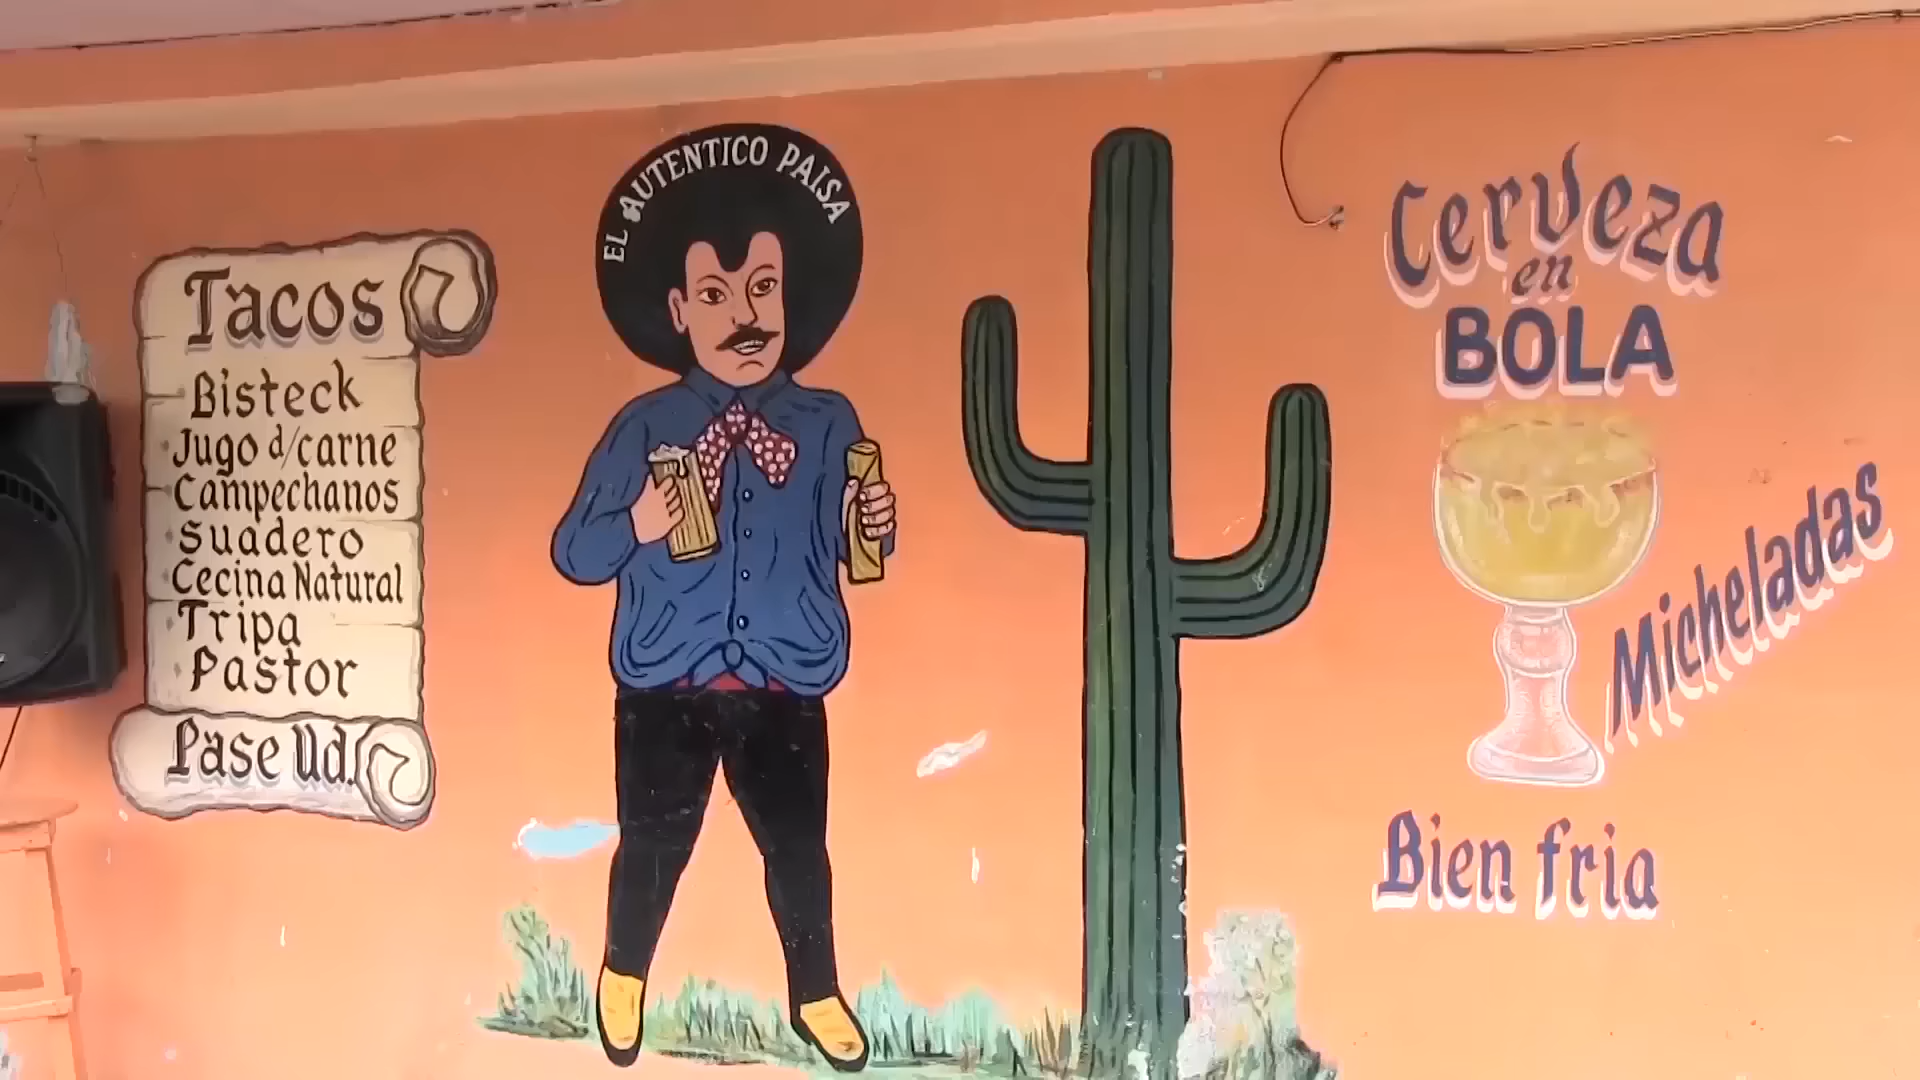 Tacos
Bisteck
Jugo d/carne
Campechanos
suadero
Cecina Natural
Tripa
Pastor
Pase Ud.
EL AUTENTICO PAISA
Cerveza
en
BOLA
Micheladas
Bien fria